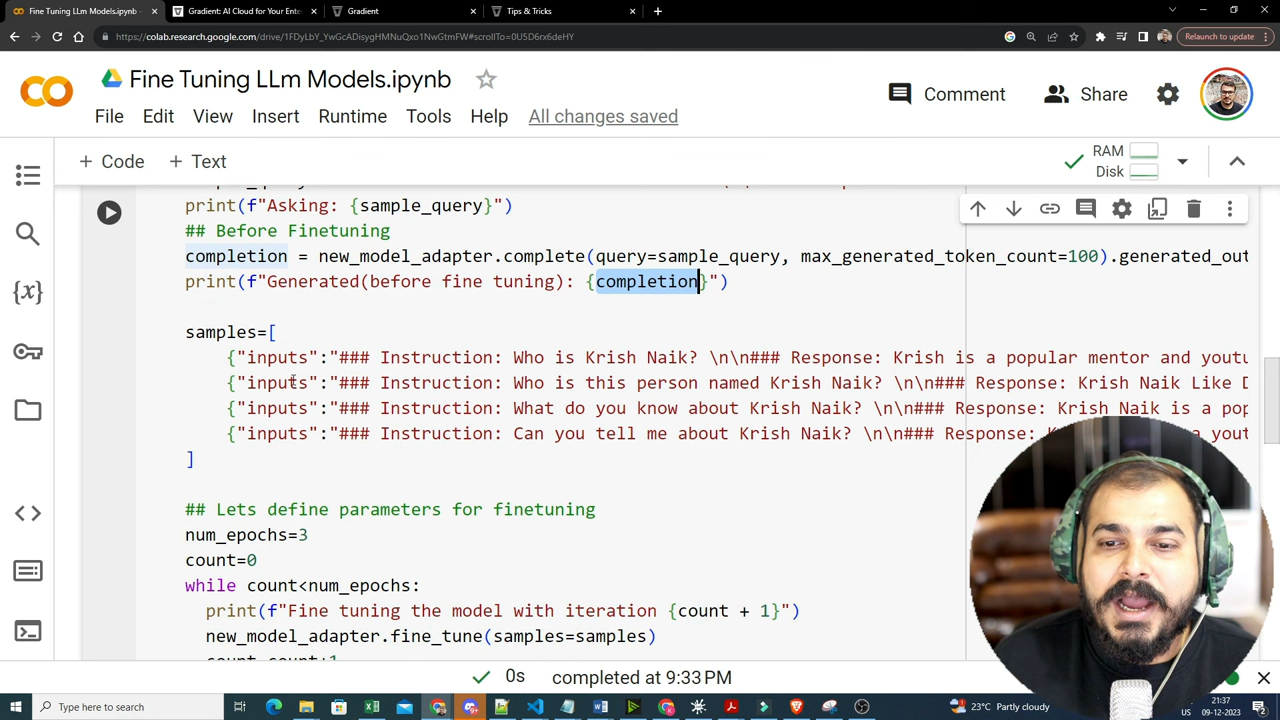 Fine Tuning LLm Models.ipynb
Gradient: AI Cloud for Your Ente
Gradient
Tips & Tricks
https://colab.research.google.com/drive/1FDyLbY_YwGcADisygHMNuQxo1NwGtmFW#scrollTo=0U5D6rx6deHY
Relaunch to update
Fine Tuning LLm Models.ipynb
Comment
Share
File Edit View Insert Runtime Tools Help All changes saved
+ Code + Text
RAM
Disk
print(f"Asking: {sample_query}")
## Before Finetuning
completion = new_model_adapter.complete(query=sample_query, max_generated_token_count=100).generated_out
print(f"Generated(before fine tuning): {completion}")
samples=[
{"inputs":"### Instruction: Who is Krish Naik? \n\n### Response: Krish is a popular mentor and youtu
{"inputs":"### Instruction: Who is this person named Krish Naik? \n\n### Response: Krish Naik Like D
{"inputs":"### Instruction: What do you know about Krish Naik? \n\n### Response: Krish Naik is a pop
{"inputs":"### Instruction: Can you tell me about Krish Naik? \n\n### Response: a yout
]
## Lets define parameters for finetuning
num_epochs=3
count=0
while count<num_epochs:
print(f"Fine tuning the model with iteration {count + 1}")
new_model_adapter.fine_tune(samples=samples)
0s completed at 9:33 PM
Type here to search
23°C Partly cloudy
21:37
US 09-12-2023